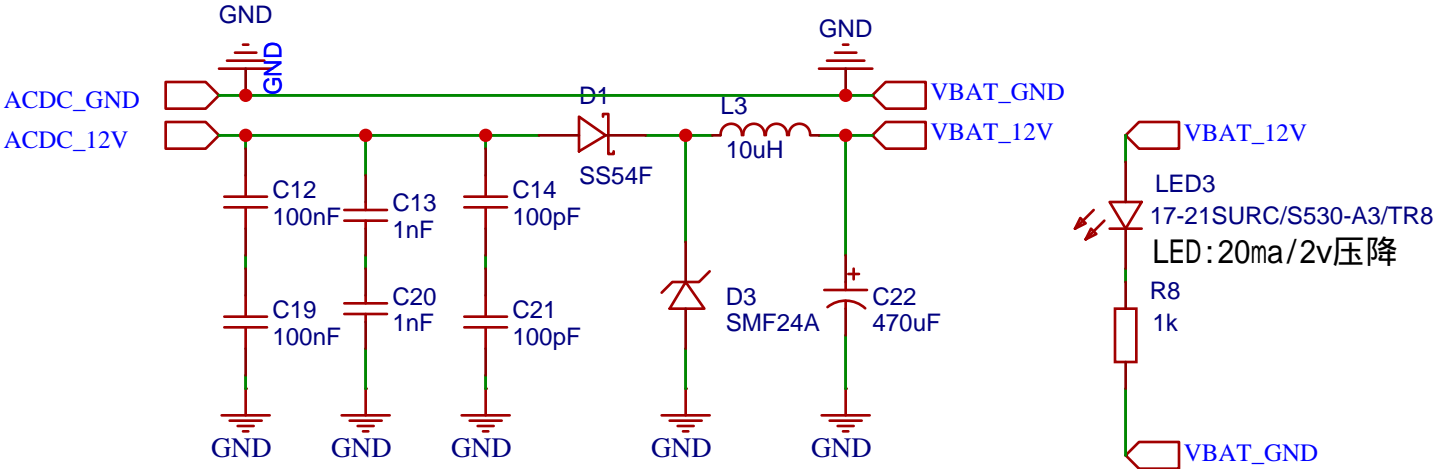 GND
GND
GND
ACDC_GND
VBAT_GND
D1
L3
ACDC_12V
VBAT_12V
10uH
SS54F
C12
100nF
C13
1nF
C14
100pF
C19
100nF
C20
1nF
C21
100pF
D3
SMF24A
+
C22
470uF
GND
GND
GND
GND
GND
VBAT_12V
LED3
17-21SURC/S530-A3/TR8
LED:20ma/2v压降
R8
1k
VBAT_GND